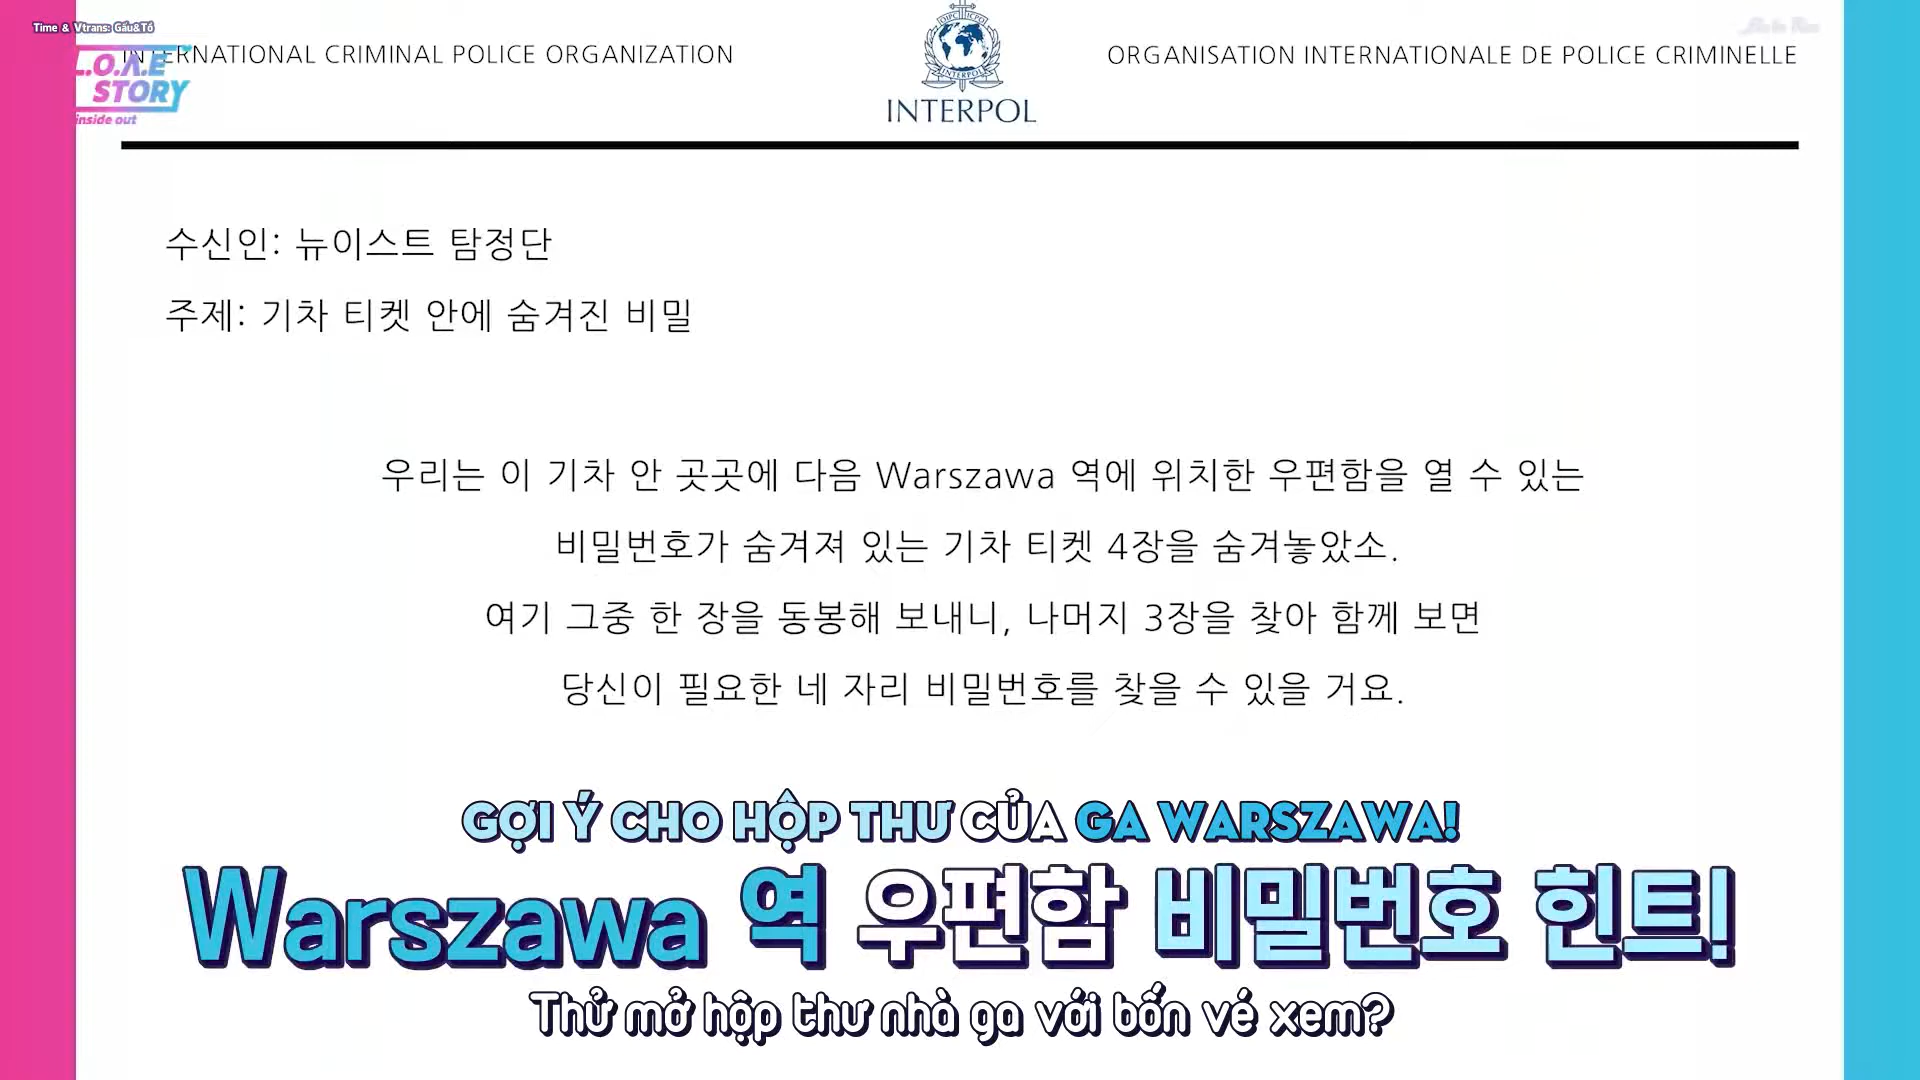 Time & Vtrans: Gấu&Tố
L.O.Λ.E
STORY
inside out
INTERNATIONAL CRIMINAL POLICE ORGANIZATION
OIPC ICPO
INTERPOL
INTERPOL
ORGANISATION INTERNATIONALE DE POLICE CRIMINELLE
수신인: 뉴이스트 탐정단
주제: 기차 티켓 안에 숨겨진 비밀
우리는 이 기차 안 곳곳에 다음 Warszawa 역에 위치한 우편함을 열 수 있는
비밀번호가 숨겨져 있는 기차 티켓 4장을 숨겨놓았소.
여기 그중 한 장을 동봉해 보내니, 나머지 3장을 찾아 함께 보면
당신이 필요한 네 자리 비밀번호를 찾을 수 있을 거요.
GỢI Ý CHO HỘP THƯ CỦA GA WARSZAWA!
Warszawa 역 우편함 비밀번호 힌트!
Thử mở hộp thư nhà ga với bốn vé xem?